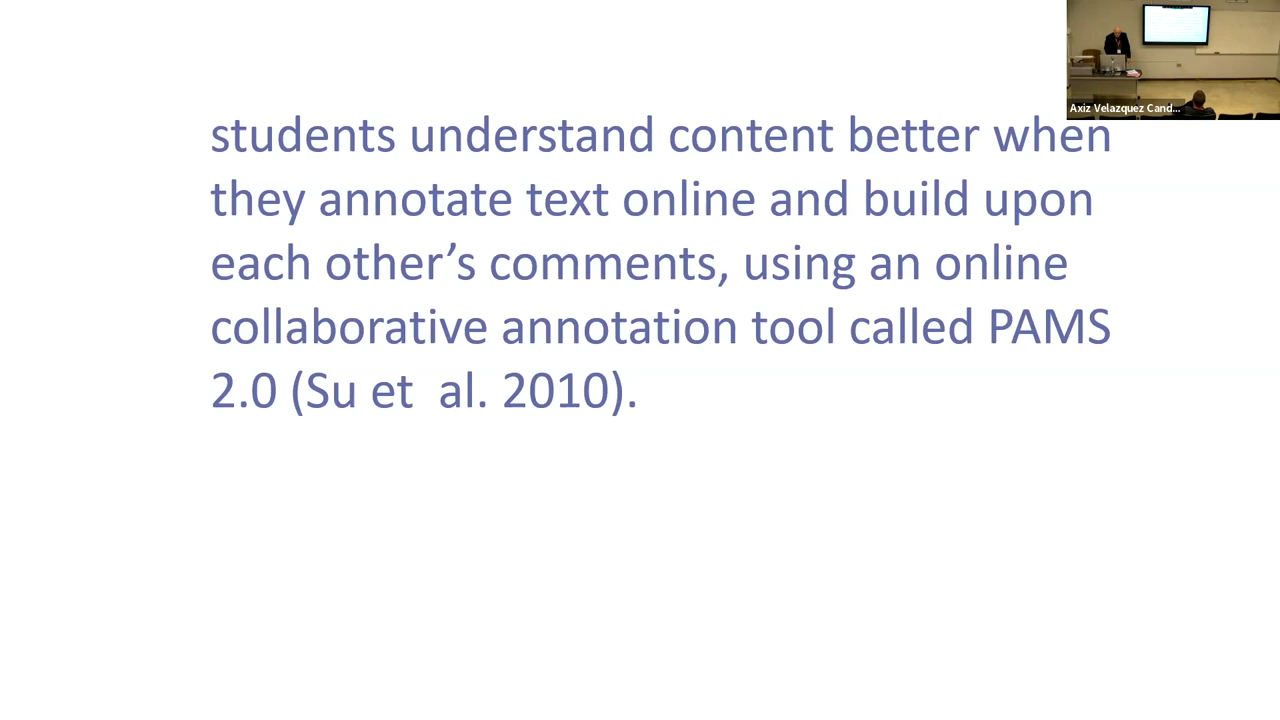 Axiz Velazquez Cand...
students understand content better when
they annotate text online and build upon
each other’s comments, using an online
collaborative annotation tool called PAMS
2.0 (Su et  al. 2010).